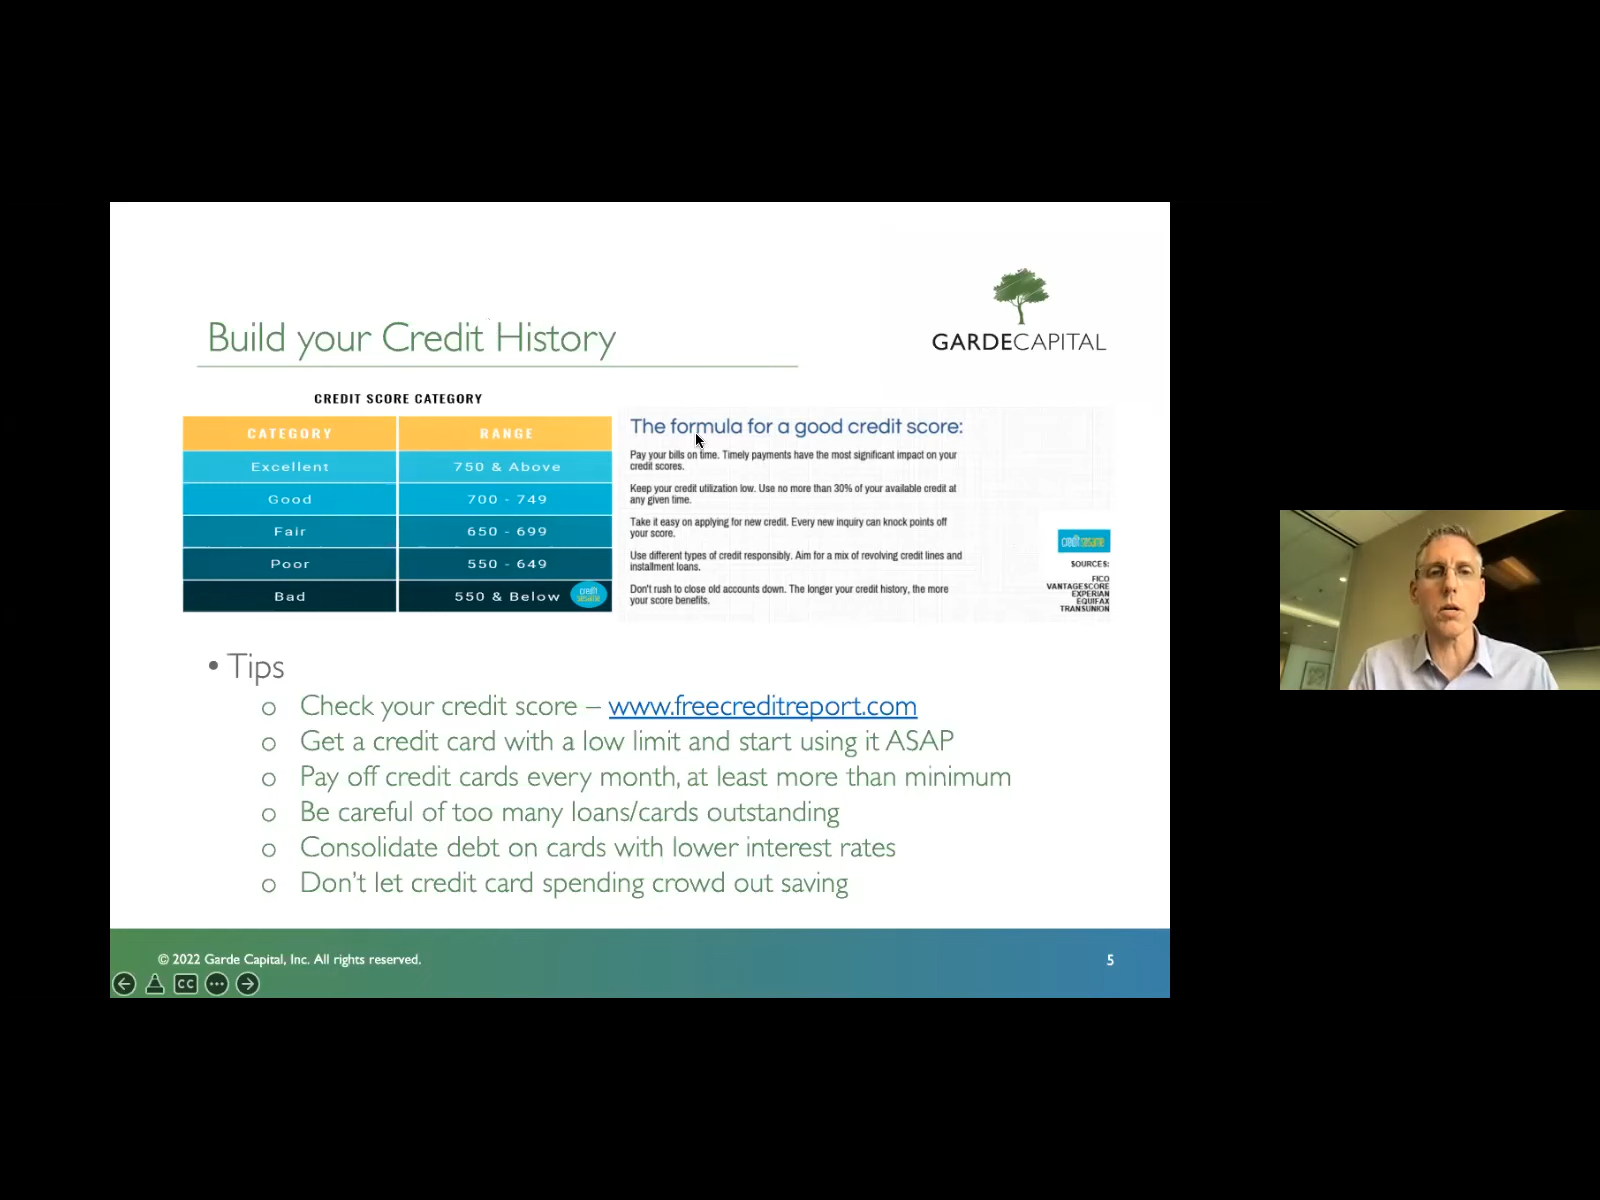 Build your Credit History
GARDECAPITAL
CREDIT SCORE CATEGORY
CATEGORY RANGE
Excellent 750 & Above
Good 700 - 749
Fair 650 - 699
Poor 550 - 649
Bad 550 & Below
credit
sesame
The formula for a good credit score:
Pay your bills on time. Timely payments have the most significant impact on your
credit scores.
Keep your credit utilization low. Use no more than 30% of your available credit at
any given time.
Take it easy on applying for new credit. Every new inquiry can knock points off
your score.
Use different types of credit responsibly. Aim for a mix of revolving credit lines and
installment loans.
Don't rush to close old accounts down. The longer your credit history, the more
your score benefits.
creditsesame
SOURCES:
FICO
VANTAGESCORE
EXPERIAN
EQUIFAX
TRANSUNION
• Tips
o Check your credit score – www.freecreditreport.com
o Get a credit card with a low limit and start using it ASAP
o Pay off credit cards every month, at least more than minimum
o Be careful of too many loans/cards outstanding
o Consolidate debt on cards with lower interest rates
o Don't let credit card spending crowd out saving
© 2022 Garde Capital, Inc. All rights reserved.
5
CC